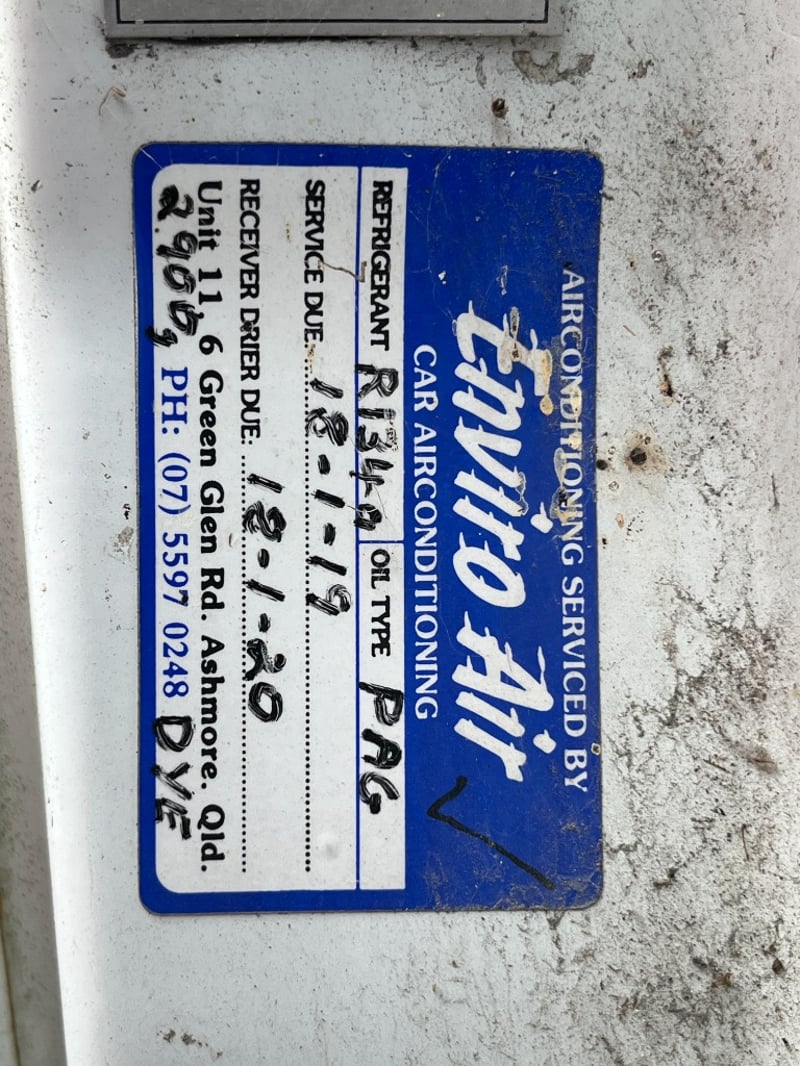 AIRCONDITIONING SERVICED BY
Enviro Air
CAR AIRCONDITIONING
REFRIGERANT R134a OIL TYPE PAG
SERVICE DUE 18-1-19
RECEIVER DRIER DUE 18-1-20
Unit 11, 6 Green Glen Rd. Ashmore. Qld.
PH: (07) 5597 0248 DYE